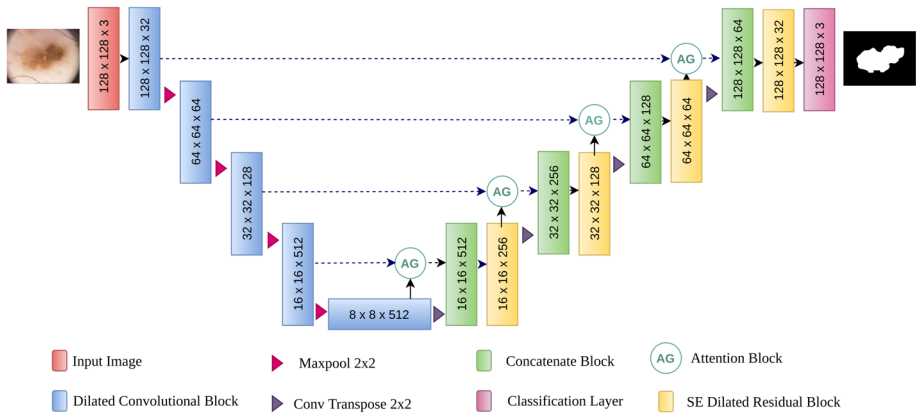 128 x 128 x 3
128 x 128 x 32
64 x 64 x 64
32 x 32 x 128
16 x 16 x 512
8 x 8 x 512
AG
16 x 16 x 512
16 x 16 x 256
AG
32 x 32 x 256
32 x 32 x 128
AG
64 x 64 x 128
64 x 64 x 64
AG
128 x 128 x 64
128 x 128 x 32
128 x 128 x 3
Input Image
Maxpool 2x2
Concatenate Block
AG
Attention Block
Dilated Convolutional Block
Conv Transpose 2x2
Classification Layer
SE Dilated Residual Block